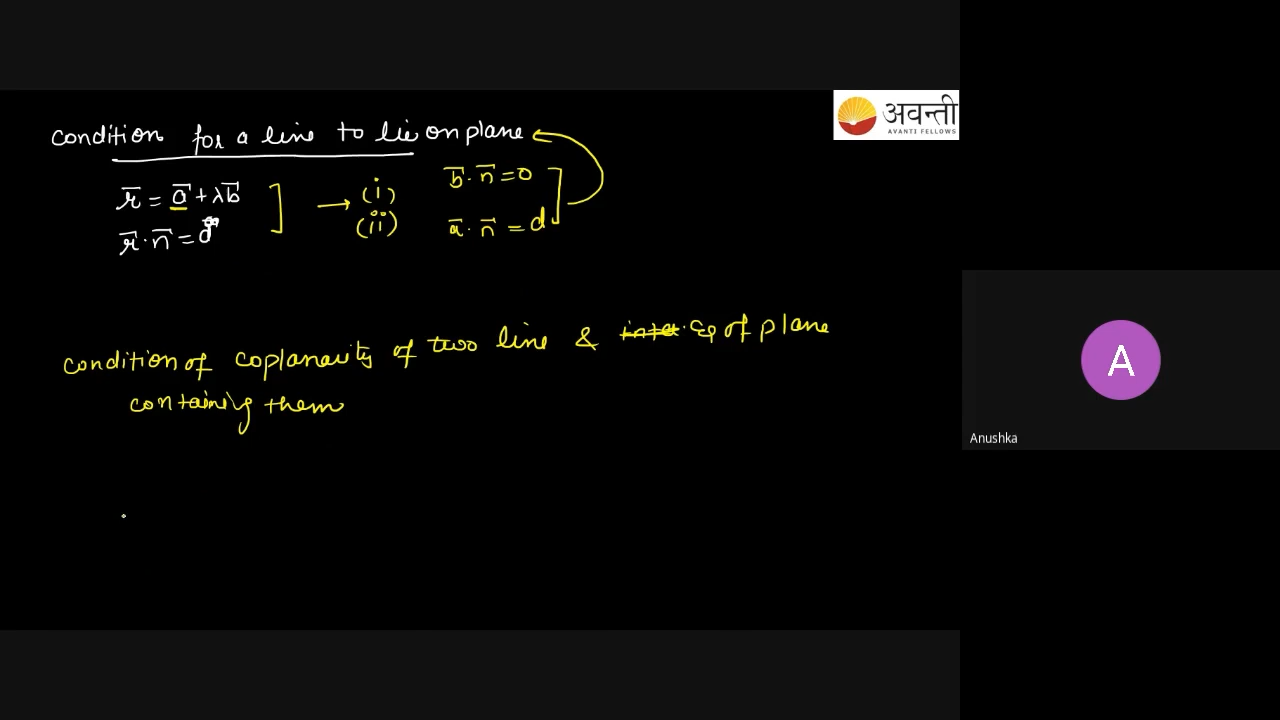 condition for a line to lie on plane
अवन्ती
AVANTI FELLOWS
r̄ = ā + λb̄
r̄ · n̄ = d
→ (i) b̄ · n̄ = 0
(ii) ā · n̄ = d
condition of coplanarity of two line & of plane
containing them
A
Anushka